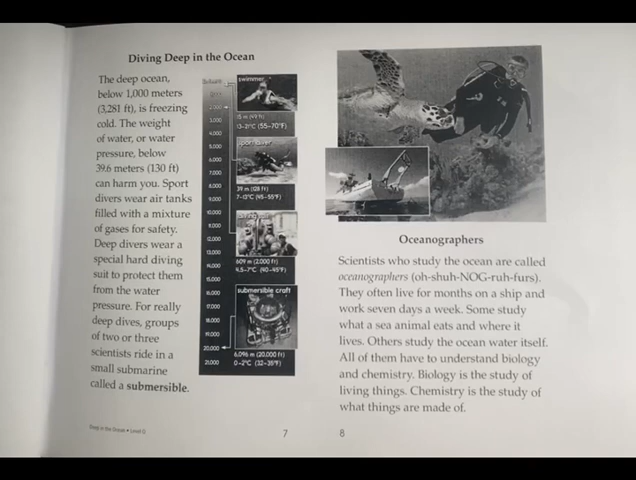 Diving Deep in the Ocean
The deep ocean,
below 1,000 meters
(3,281 ft), is freezing
cold. The weight
of water, or water
pressure, below
39.6 meters (130 ft)
can harm you. Sport
divers wear air tanks
filled with a mixture
of gases for safety.
Deep divers wear a
special hard diving
suit to protect them
from the water
pressure. For really
deep dives, groups
of two or three
scientists ride in a
small submarine
called a submersible.
2,000
3,000
4,000
5,000
6,000
7,000
8,000
9,000
10,000
11,000
12,000
13,000
14,000
15,000
16,000
17,000
18,000
19,000
20,000
21,000
swimmer
15 m (49 ft)
13-21°C (55-70°F)
sport diver
39 m (128 ft)
7-13°C (45-55°F)
609 m (2,000 ft)
4.5-7°C (40-45°F)
submersible craft
6,096 m (20,000 ft)
0-2°C (32-35°F)
Deep in the Ocean • Level O
7
Oceanographers
Scientists who study the ocean are called
oceanographers (oh-shuh-NOG-ruh-furs).
They often live for months on a ship and
work seven days a week. Some study
what a sea animal eats and where it
lives. Others study the ocean water itself.
All of them have to understand biology
and chemistry. Biology is the study of
living things. Chemistry is the study of
what things are made of.
8